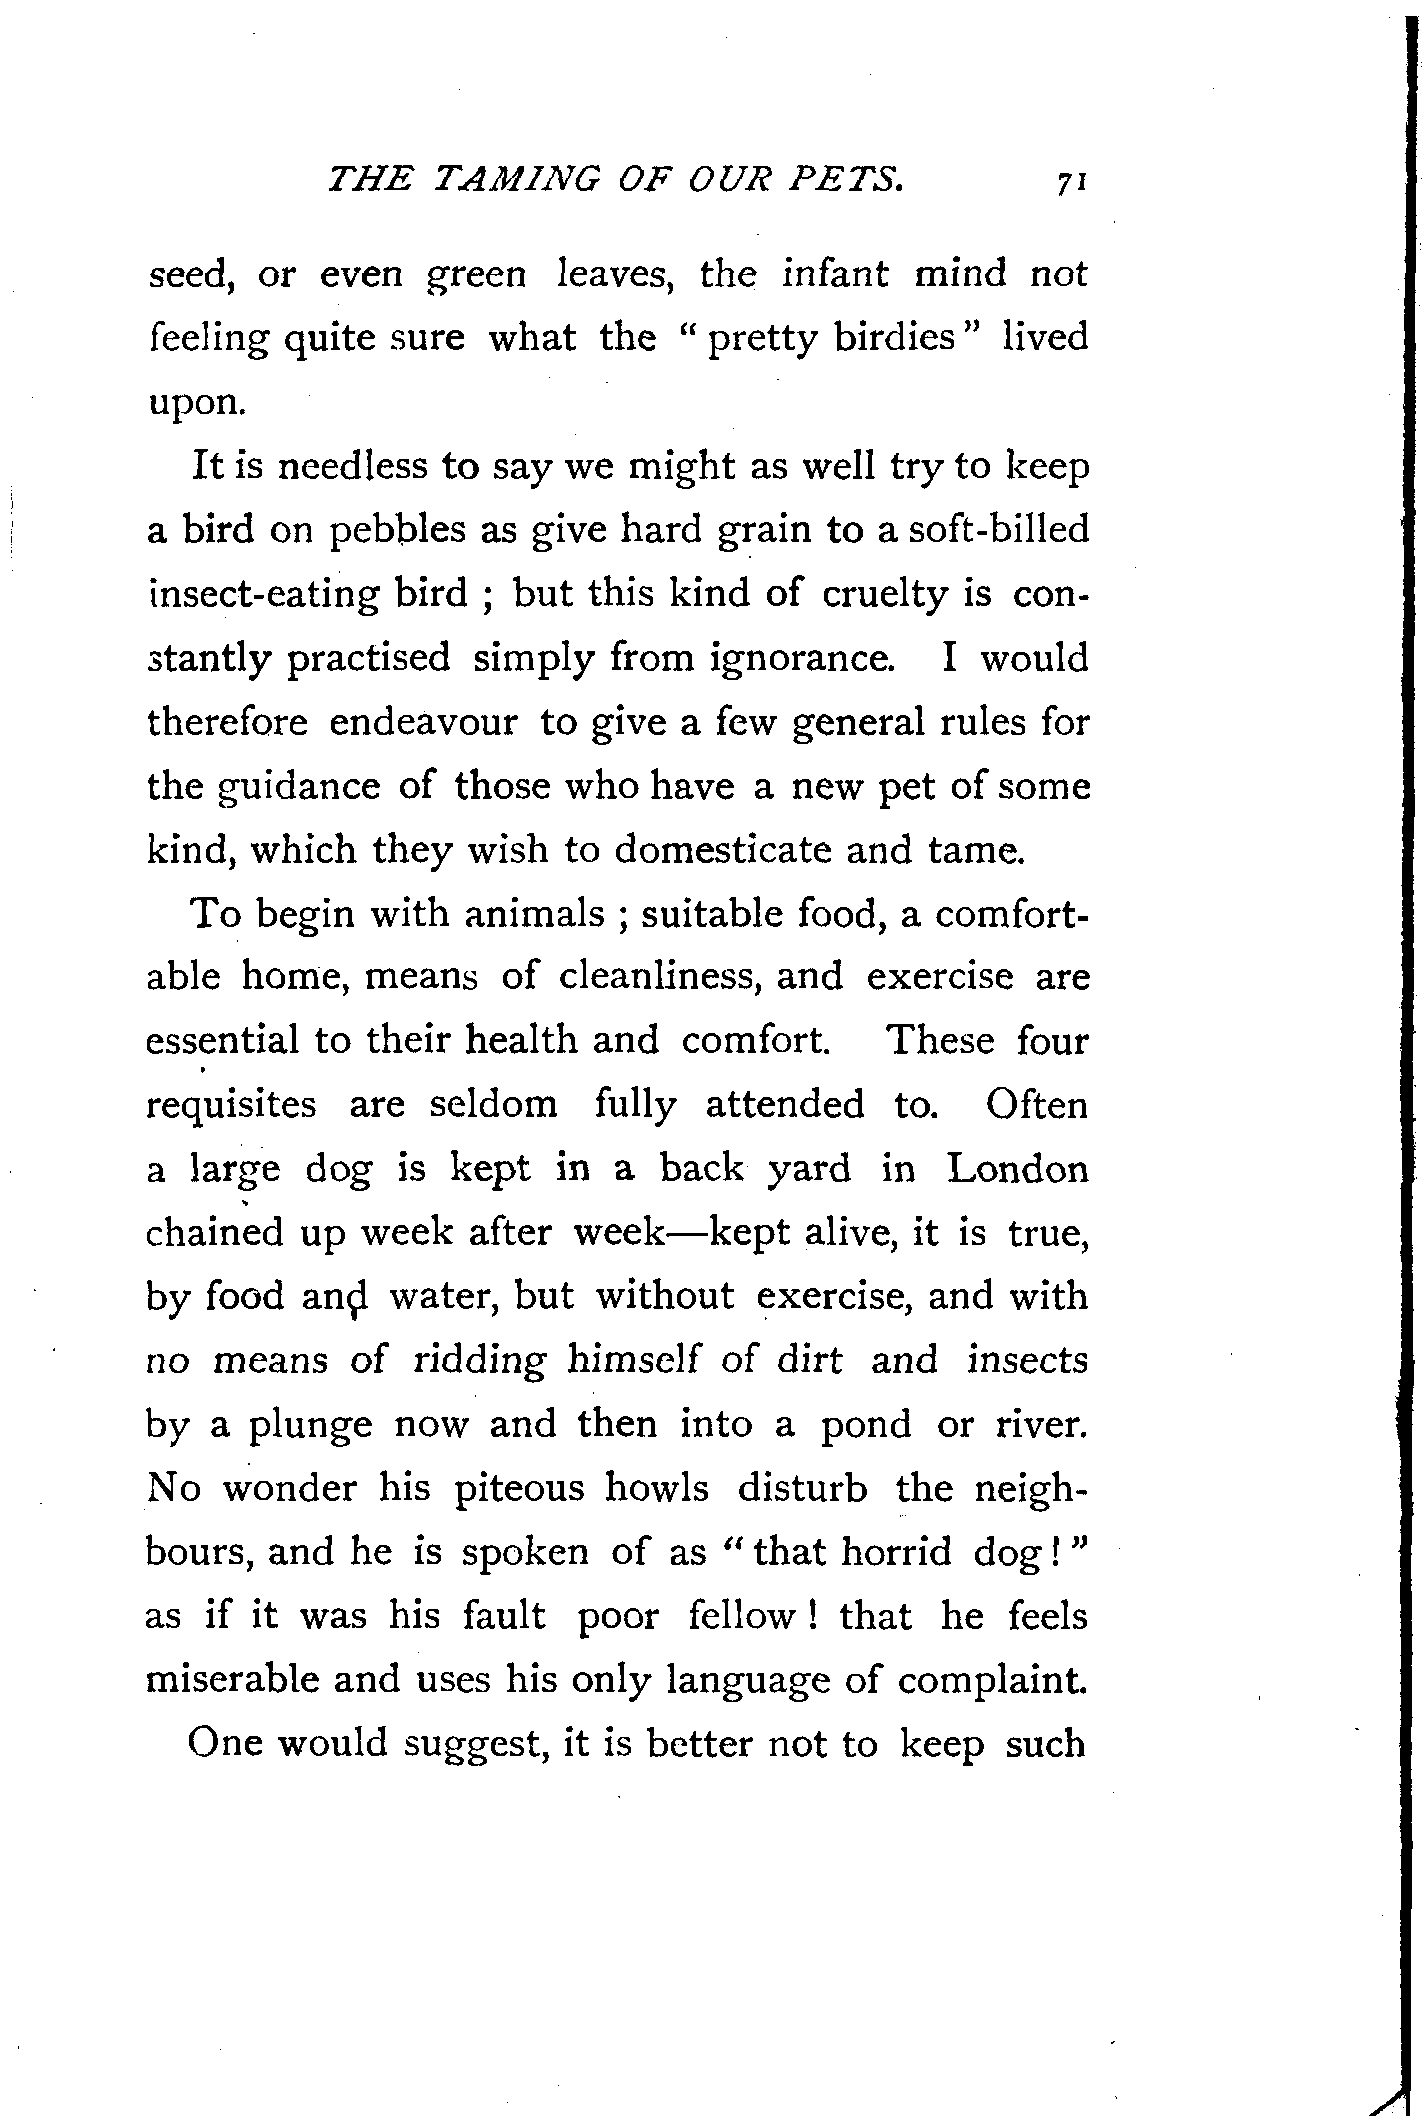 THE TAMING OF OUR PETS. 71
seed, or even green leaves, the infant mind not
feeling quite sure what the “ pretty birdies ” lived
upon.
It is needless to say we might as well try to keep
a bird on pebbles as give hard grain to a soft-billed
insect-eating bird ; but this kind of cruelty is con-
stantly practised simply from ignorance. I would
therefore endeavour to give a few general rules for
the guidance of those who have a new pet of some
kind, which they wish to domesticate and tame.
To begin with animals ; suitable food, a comfort-
able home, means of cleanliness, and exercise are
essential to their health and comfort. These four
requisites are seldom fully attended to. Often
a large dog is kept in a back yard in London
chained up week after week—kept alive, it is true,
by food and water, but without exercise, and with
no means of ridding himself of dirt and insects
by a plunge now and then into a pond or river.
No wonder his piteous howls disturb the neigh-
bours, and he is spoken of as “ that horrid dog ! ”
as if it was his fault poor fellow ! that he feels
miserable and uses his only language of complaint.
One would suggest, it is better not to keep such